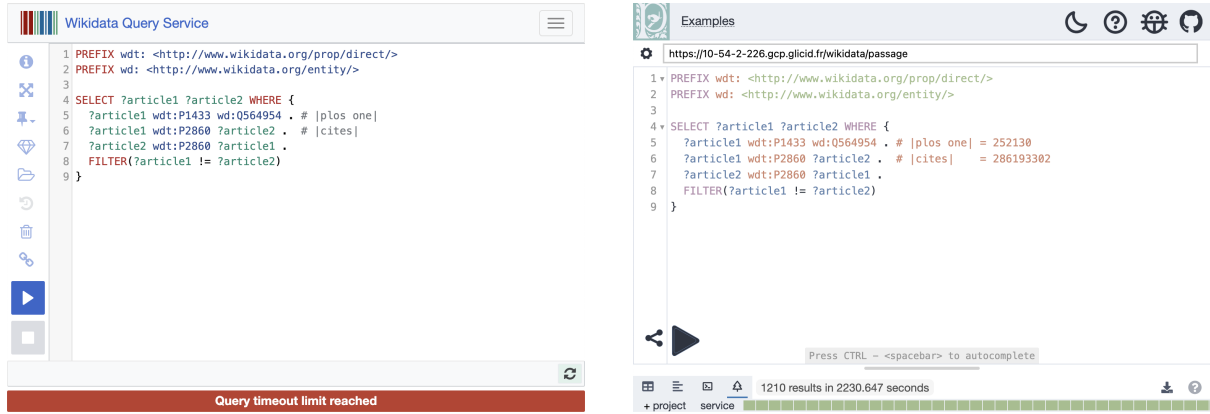 Wikidata Query Service
1 PREFIX wdt: <http://www.wikidata.org/prop/direct/>
2 PREFIX wd: <http://www.wikidata.org/entity/>
3
4 SELECT ?article1 ?article2 WHERE {
5   ?article1 wdt:P1433 wd:Q564954 . # |plos one|
6   ?article1 wdt:P2860 ?article2 .  # |cites|
7   ?article2 wdt:P2860 ?article1 .
8   FILTER(?article1 != ?article2)
9 }
Query timeout limit reached
Examples
https://10-54-2-226.gcp.glicid.fr/wikidata/passage
1 PREFIX wdt: <http://www.wikidata.org/prop/direct/>
2 PREFIX wd: <http://www.wikidata.org/entity/>
3
4 SELECT ?article1 ?article2 WHERE {
5   ?article1 wdt:P1433 wd:Q564954 . # |plos one| = 252130
6   ?article1 wdt:P2860 ?article2 .  # |cites|    = 286193302
7   ?article2 wdt:P2860 ?article1 .
8   FILTER(?article1 != ?article2)
9 }
Press CTRL - <spacebar> to autocomplete
1210 results in 2230.647 seconds
+ project service